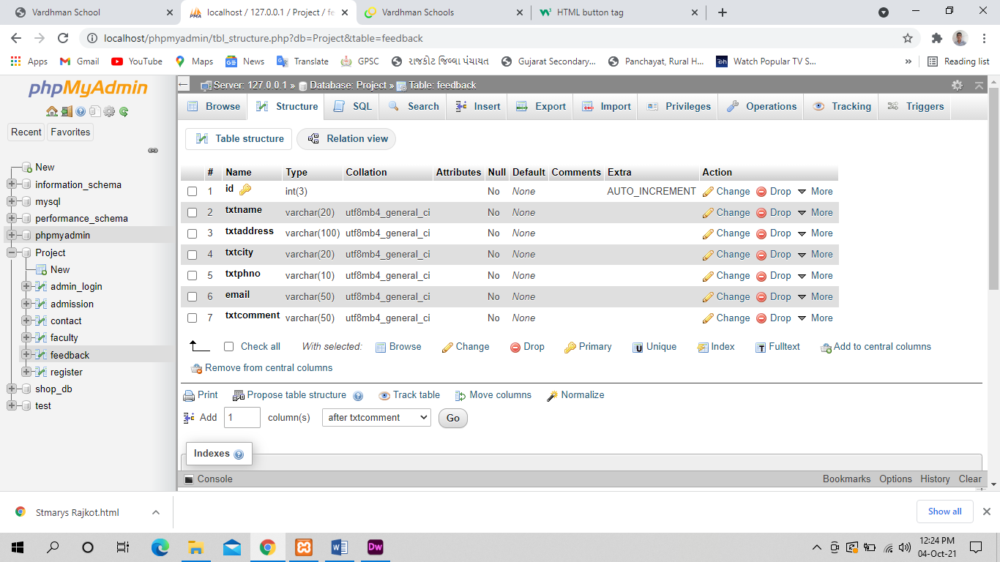 Vardhman School
localhost / 127.0.0.1 / Project / fe
Vardhman Schools
HTML button tag
localhost/phpmyadmin/tbl_structure.php?db=Project&table=feedback
Apps Gmail YouTube Maps News Translate GPSC રાજકોટ જિલ્લા પંચાયત Gujarat Secondary... Panchayat, Rural H... Watch Popular TV S... » Reading list
phpMyAdmin
Recent Favorites
New
information_schema
mysql
performance_schema
phpmyadmin
Project
New
admin_login
admission
contact
faculty
feedback
register
shop_db
test
Server: 127.0.0.1 » Database: Project » Table: feedback
Browse Structure SQL Search Insert Export Import Privileges Operations Tracking Triggers
Table structure Relation view
# Name Type Collation Attributes Null Default Comments Extra Action
1 id int(3) No None AUTO_INCREMENT Change Drop More
2 txtname varchar(20) utf8mb4_general_ci No None Change Drop More
3 txtaddress varchar(100) utf8mb4_general_ci No None Change Drop More
4 txtcity varchar(20) utf8mb4_general_ci No None Change Drop More
5 txtphno varchar(10) utf8mb4_general_ci No None Change Drop More
6 email varchar(50) utf8mb4_general_ci No None Change Drop More
7 txtcomment varchar(50) utf8mb4_general_ci No None Change Drop More
Check all With selected: Browse Change Drop Primary Unique Index Fulltext Add to central columns
Remove from central columns
Print Propose table structure Track table Move columns Normalize
Add 1 column(s) after txtcomment Go
Indexes
Console Bookmarks Options History Clear
Stmarys Rajkot.html Show all
12:24 PM
04-Oct-21